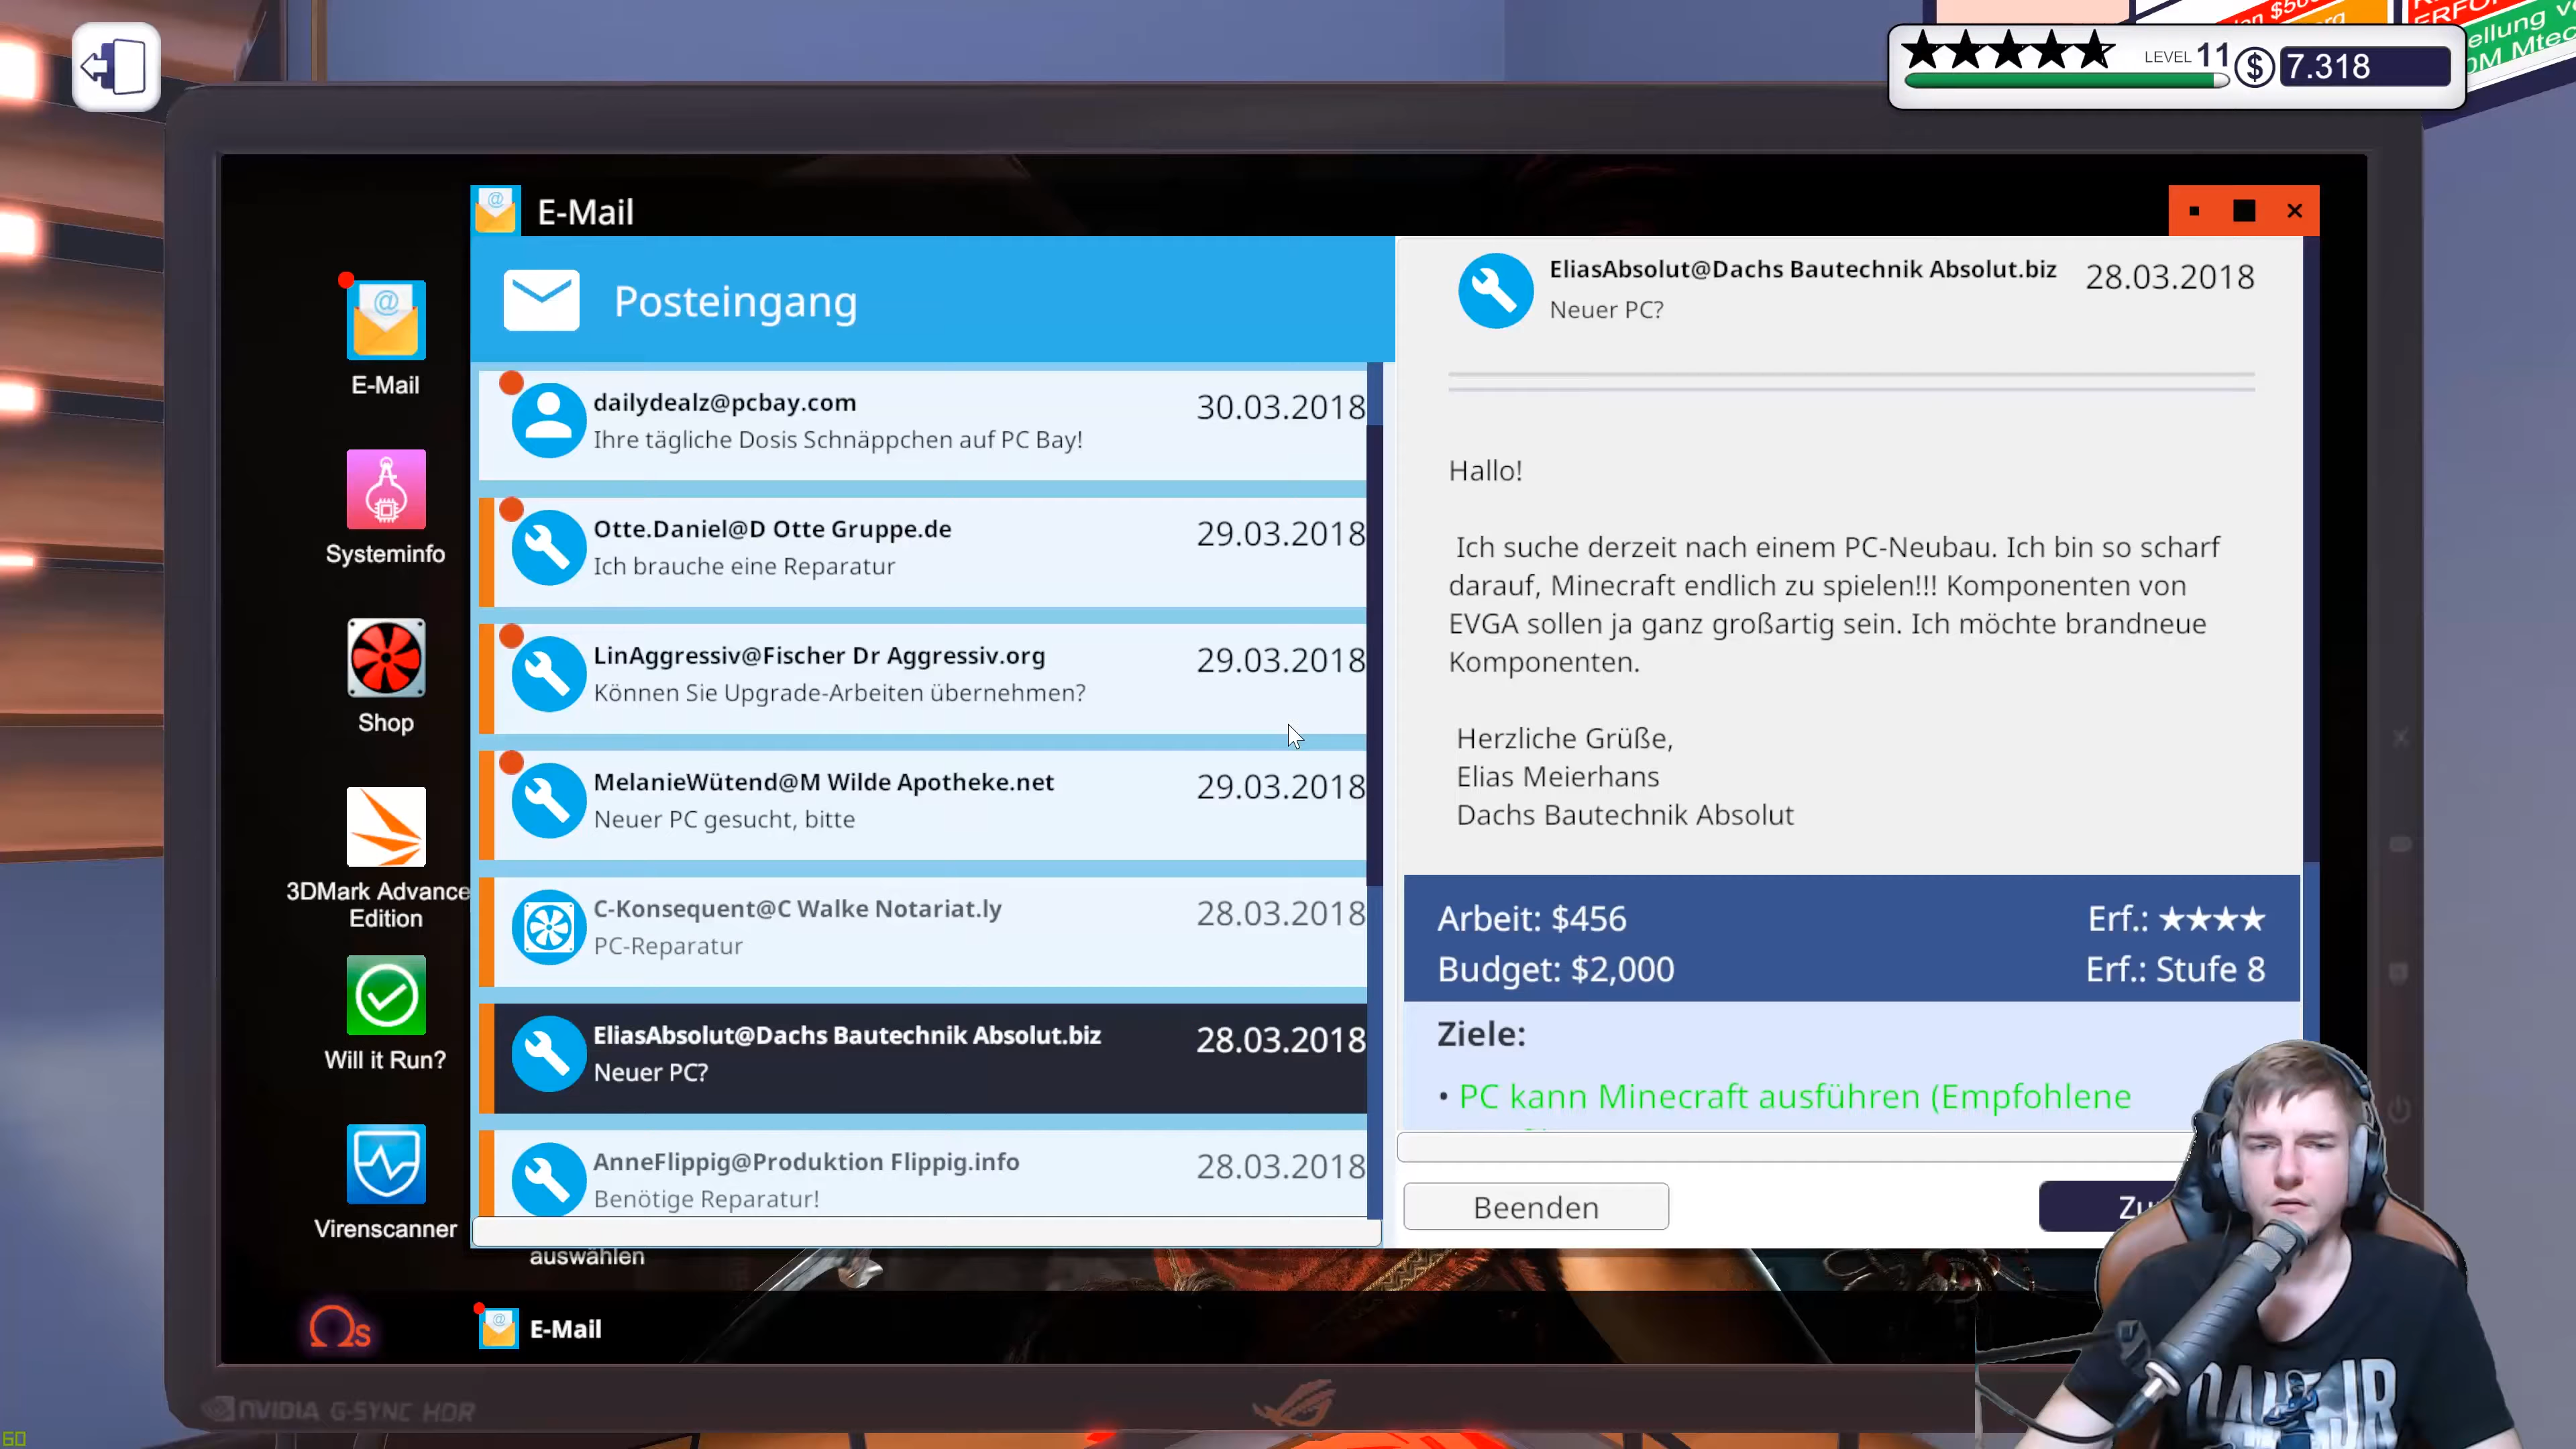 LEVEL 11
$ 7.318
E-Mail
Posteingang
dailydealz@pcbay.com
30.03.2018
Ihre tägliche Dosis Schnäppchen auf PC Bay!
Otte.Daniel@D Otte Gruppe.de
29.03.2018
Ich brauche eine Reparatur
LinAggressiv@Fischer Dr Aggressiv.org
29.03.2018
Können Sie Upgrade-Arbeiten übernehmen?
MelanieWütend@M Wilde Apotheke.net
29.03.2018
Neuer PC gesucht, bitte
C-Konsequent@C Walke Notariat.ly
28.03.2018
PC-Reparatur
EliasAbsolut@Dachs Bautechnik Absolut.biz
28.03.2018
Neuer PC?
AnneFlippig@Produktion Flippig.info
28.03.2018
Benötige Reparatur!
auswählen
EliasAbsolut@Dachs Bautechnik Absolut.biz
28.03.2018
Neuer PC?
Hallo!
Ich suche derzeit nach einem PC-Neubau. Ich bin so scharf
darauf, Minecraft endlich zu spielen!!! Komponenten von
EVGA sollen ja ganz großartig sein. Ich möchte brandneue
Komponenten.
Herzliche Grüße,
Elias Meierhans
Dachs Bautechnik Absolut
Arbeit: $456
Erf.: ★★★★
Budget: $2,000
Erf.: Stufe 8
Ziele:
• PC kann Minecraft ausführen (Empfohlene
Beenden
E-Mail
Systeminfo
Shop
3DMark Advance
Edition
Will it Run?
Virenscanner
Ωs
E-Mail
NVIDIA G-SYNC HDR
60